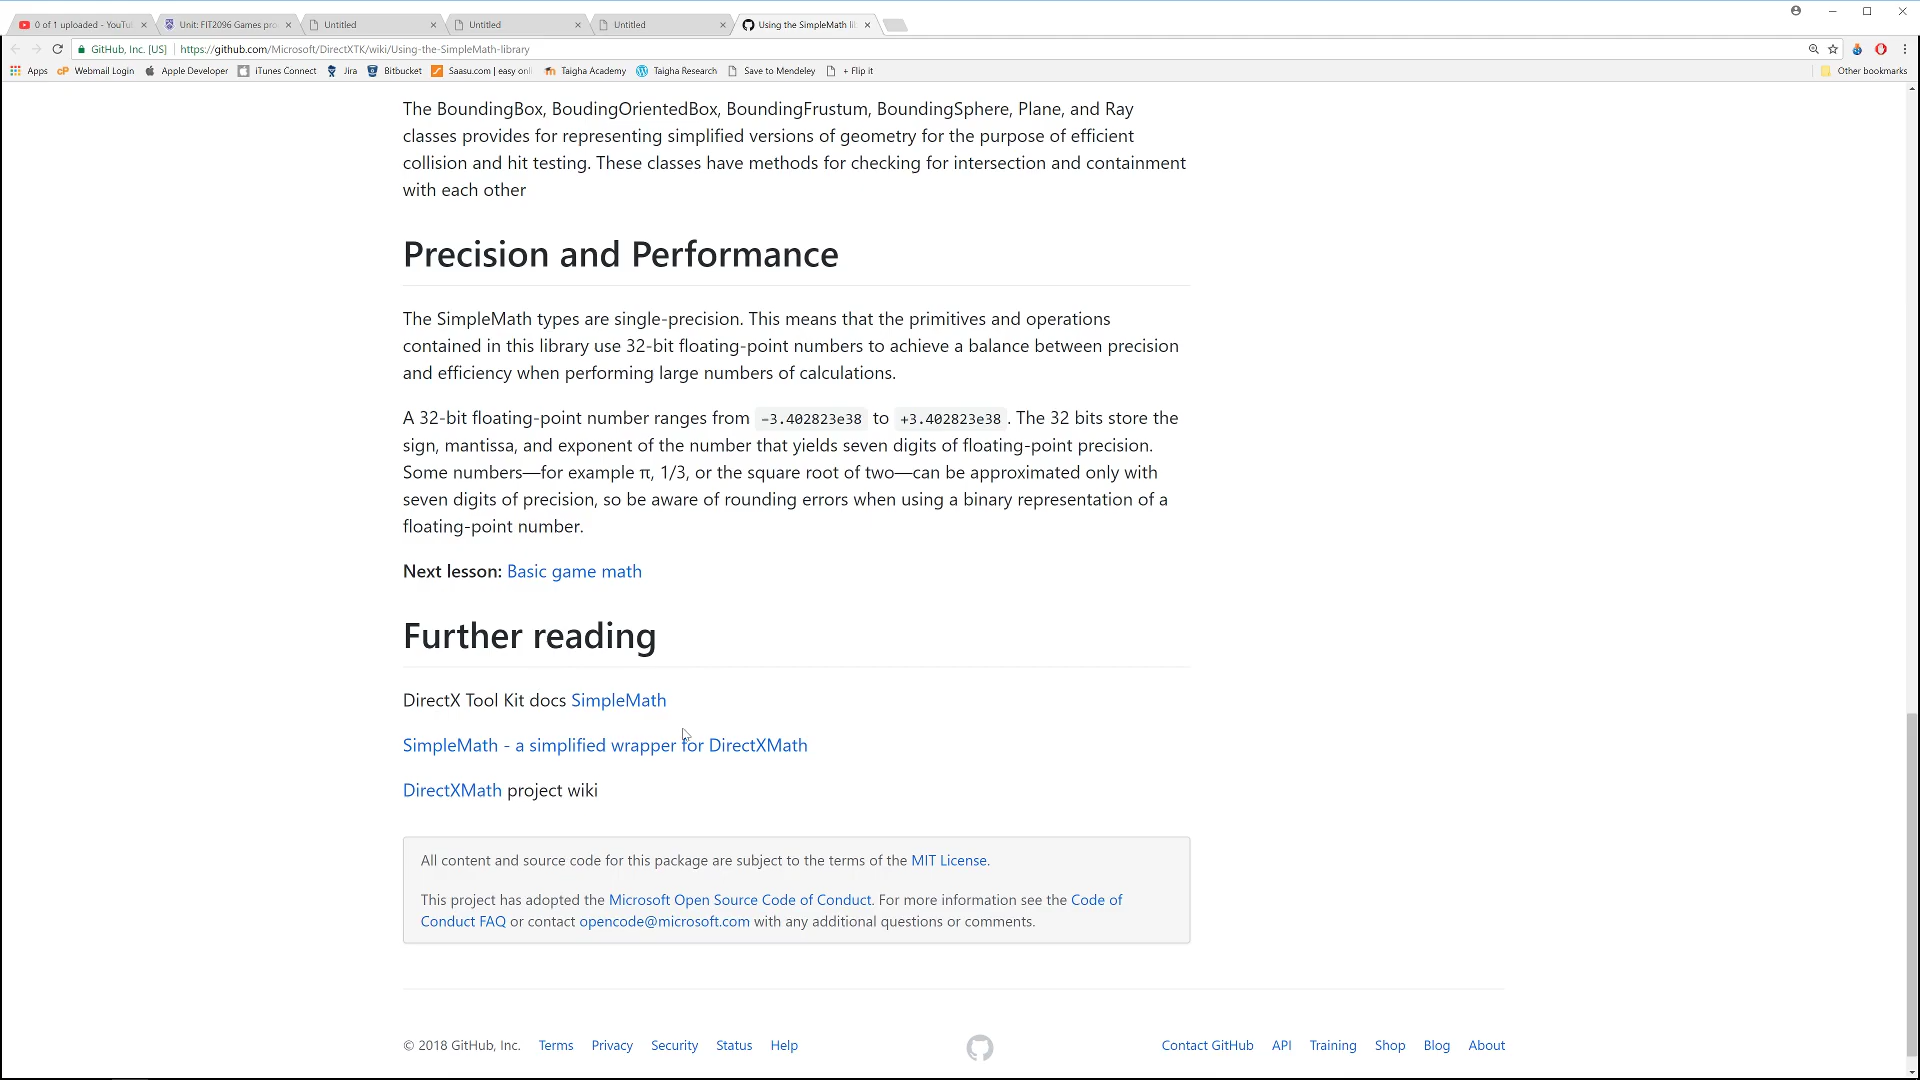 0 of 1 uploaded - YouTu
Unit: FIT2096 Games pro
Untitled
Untitled
Untitled
Using the SimpleMath li
GitHub, Inc. [US]
https://github.com/Microsoft/DirectXTK/wiki/Using-the-SimpleMath-library
Apps
Webmail Login
Apple Developer
iTunes Connect
Jira
Bitbucket
Saasu.com | easy onl
Taigha Academy
Taigha Research
Save to Mendeley
+ Flip it
Other bookmarks
The BoundingBox, BoudingOrientedBox, BoundingFrustum, BoundingSphere, Plane, and Ray
classes provides for representing simplified versions of geometry for the purpose of efficient
collision and hit testing. These classes have methods for checking for intersection and containment
with each other
Precision and Performance
The SimpleMath types are single-precision. This means that the primitives and operations
contained in this library use 32-bit floating-point numbers to achieve a balance between precision
and efficiency when performing large numbers of calculations.
A 32-bit floating-point number ranges from -3.402823e38 to +3.402823e38 . The 32 bits store the
sign, mantissa, and exponent of the number that yields seven digits of floating-point precision.
Some numbers—for example π, 1/3, or the square root of two—can be approximated only with
seven digits of precision, so be aware of rounding errors when using a binary representation of a
floating-point number.
Next lesson: Basic game math
Further reading
DirectX Tool Kit docs SimpleMath
SimpleMath - a simplified wrapper for DirectXMath
DirectXMath project wiki
All content and source code for this package are subject to the terms of the MIT License.
This project has adopted the Microsoft Open Source Code of Conduct. For more information see the Code of
Conduct FAQ or contact opencode@microsoft.com with any additional questions or comments.
© 2018 GitHub, Inc.
Terms
Privacy
Security
Status
Help
Contact GitHub
API
Training
Shop
Blog
About